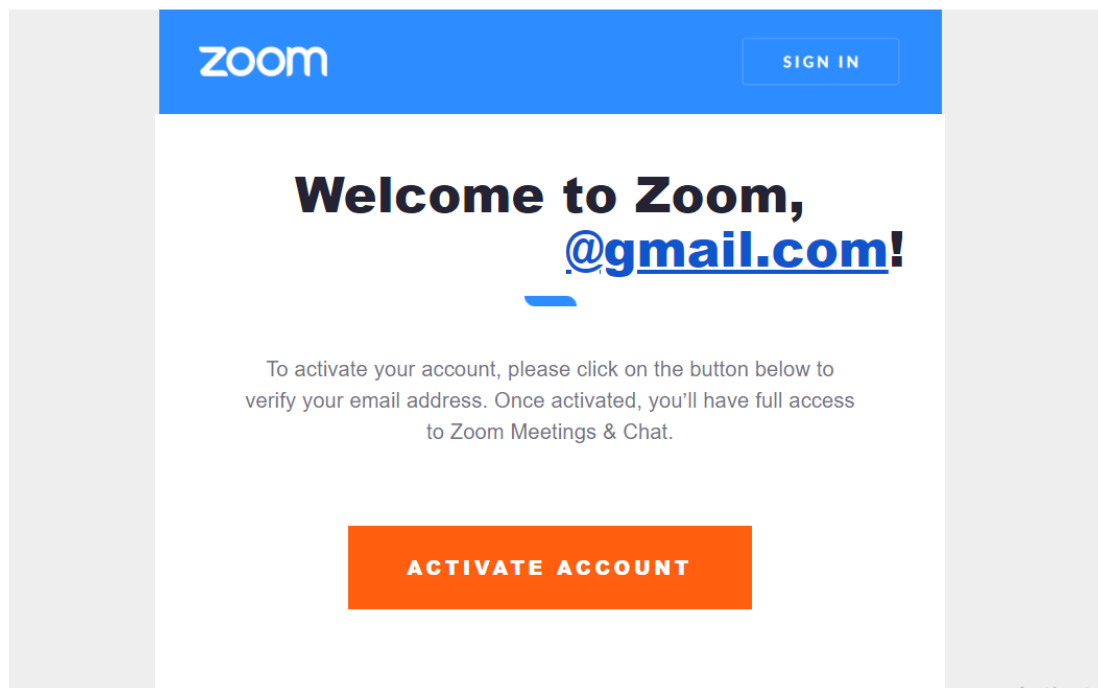 zoom
SIGN IN
Welcome to Zoom,
@gmail.com!
To activate your account, please click on the button below to
verify your email address. Once activated, you’ll have full access
to Zoom Meetings & Chat.
ACTIVATE ACCOUNT